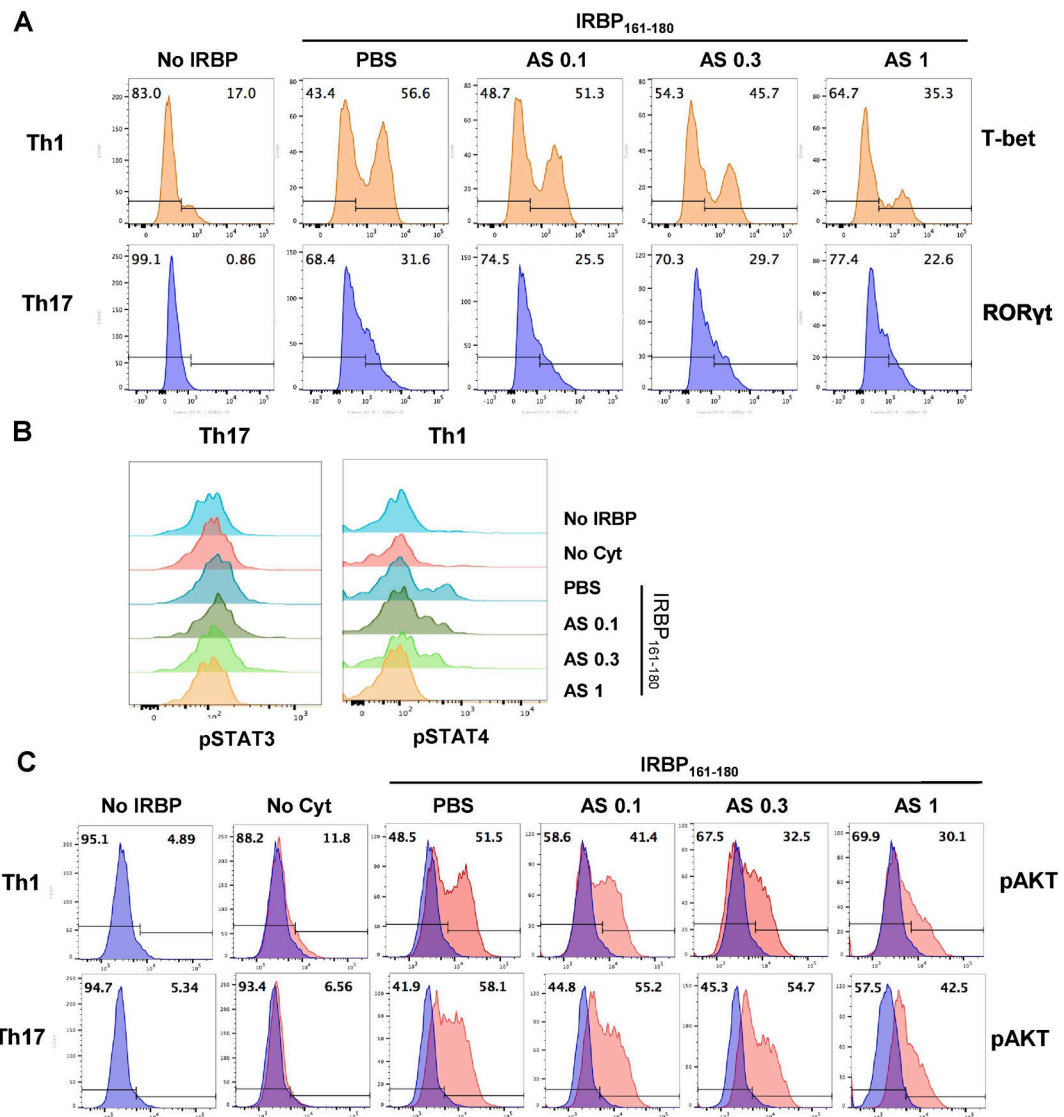 A
IRBP161-180
No IRBP PBS AS 0.1 AS 0.3 AS 1
Th1
83.0 17.0
43.4 56.6
48.7 51.3
54.3 45.7
64.7 35.3
T-bet
Th17
99.1 0.86
68.4 31.6
74.5 25.5
70.3 29.7
77.4 22.6
RORγt
B
Th17 Th1
No IRBP
No Cyt
PBS
AS 0.1
AS 0.3
AS 1
IRBP161-180
0 10² 10³
0 10² 10³ 10⁴
pSTAT3 pSTAT4
C
IRBP161-180
No IRBP No Cyt PBS AS 0.1 AS 0.3 AS 1
Th1
95.1 4.89
88.2 11.8
48.5 51.5
58.6 41.4
67.5 32.5
69.9 30.1
pAKT
Th17
94.7 5.34
93.4 6.56
41.9 58.1
44.8 55.2
45.3 54.7
57.5 42.5
pAKT